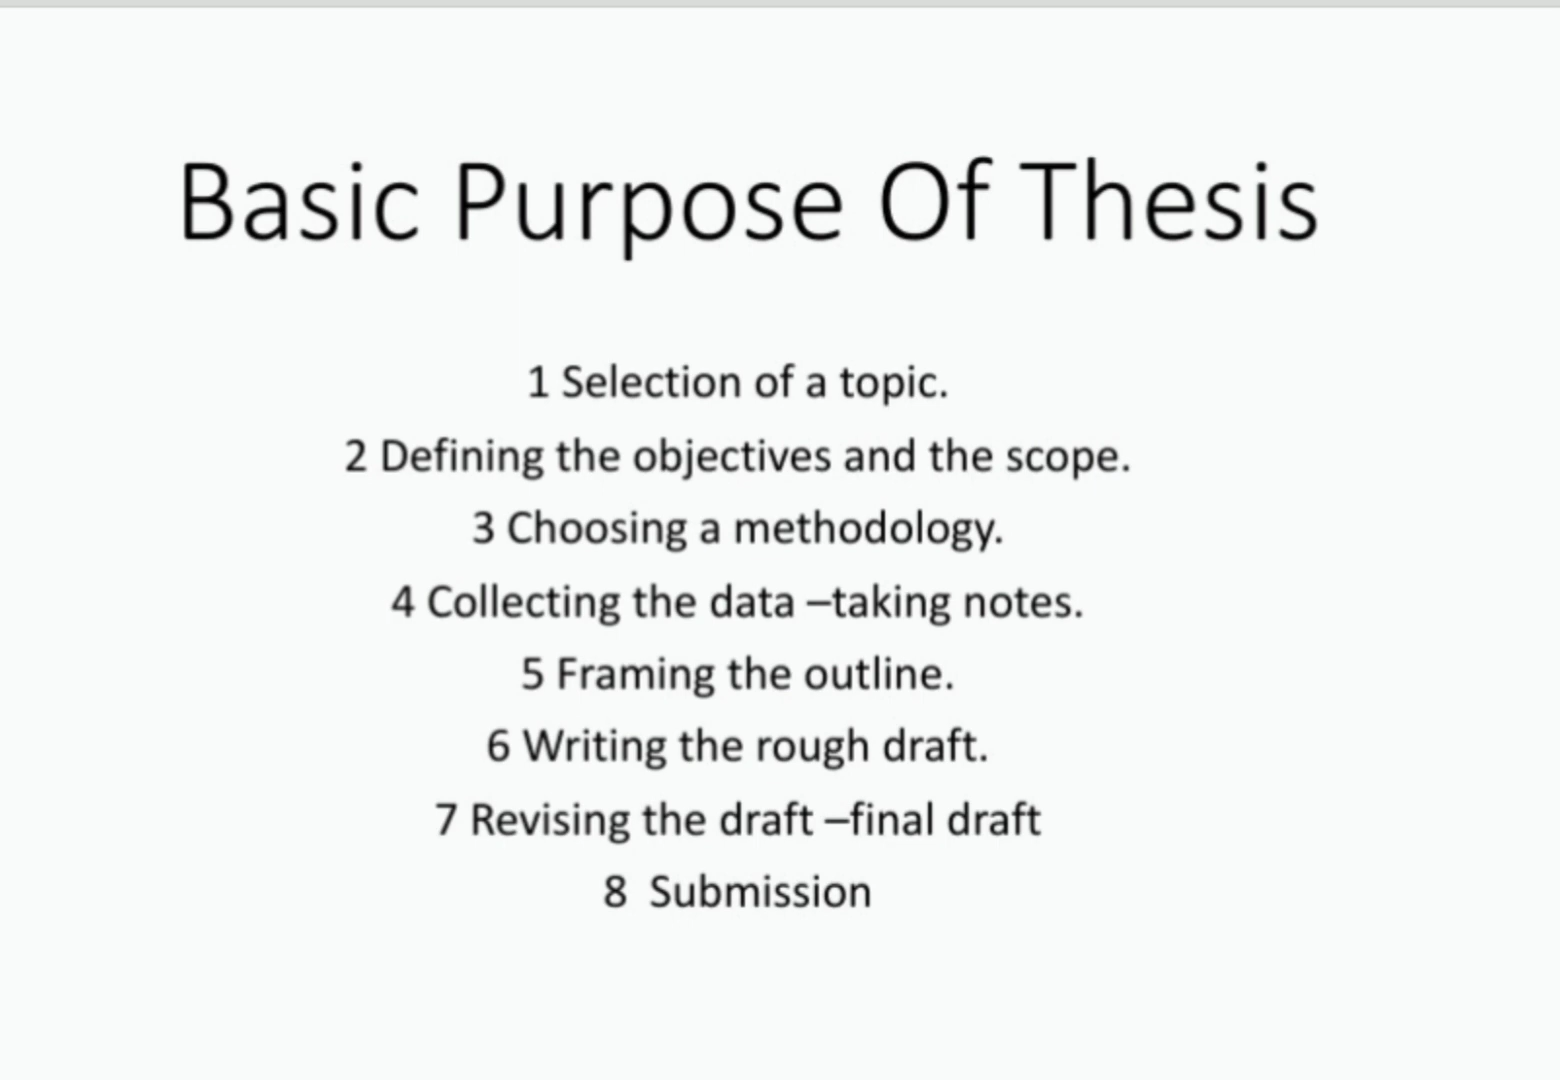 Basic Purpose Of Thesis
1 Selection of a topic.
2 Defining the objectives and the scope.
3 Choosing a methodology.
4 Collecting the data –taking notes.
5 Framing the outline.
6 Writing the rough draft.
7 Revising the draft –final draft
8  Submission